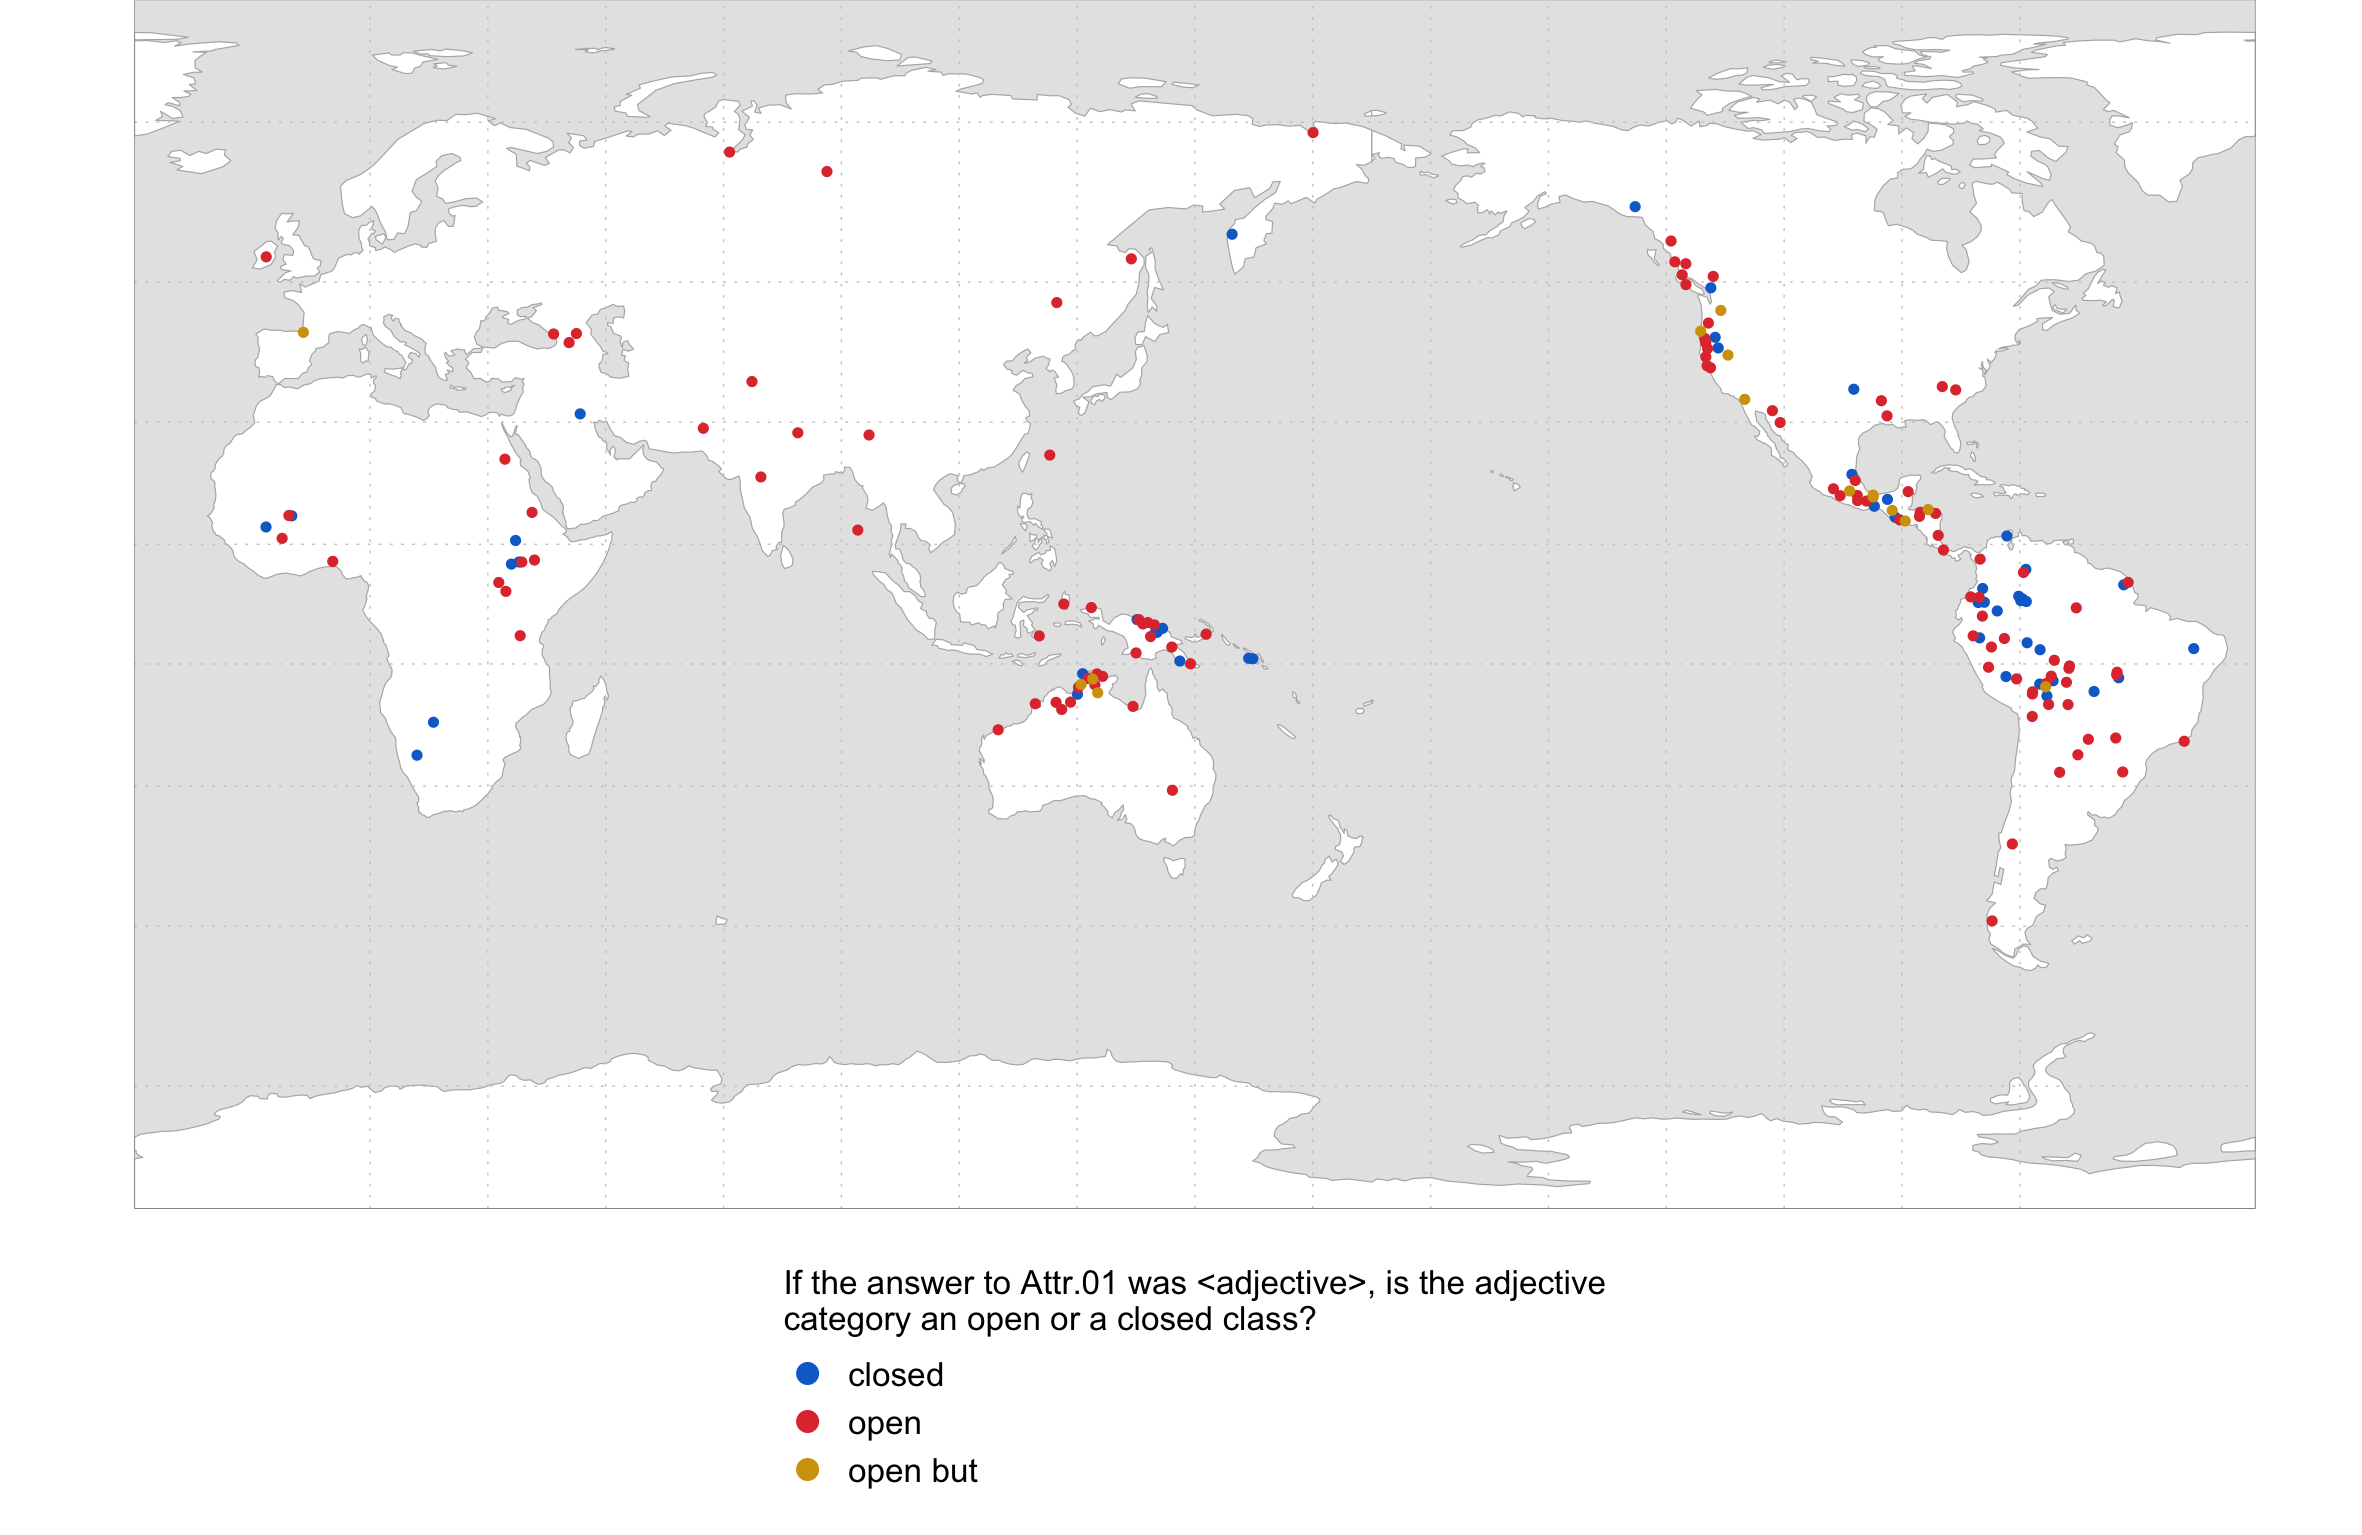 If the answer to Attr.01 was <adjective>, is the adjective
category an open or a closed class?
closed
open
open but